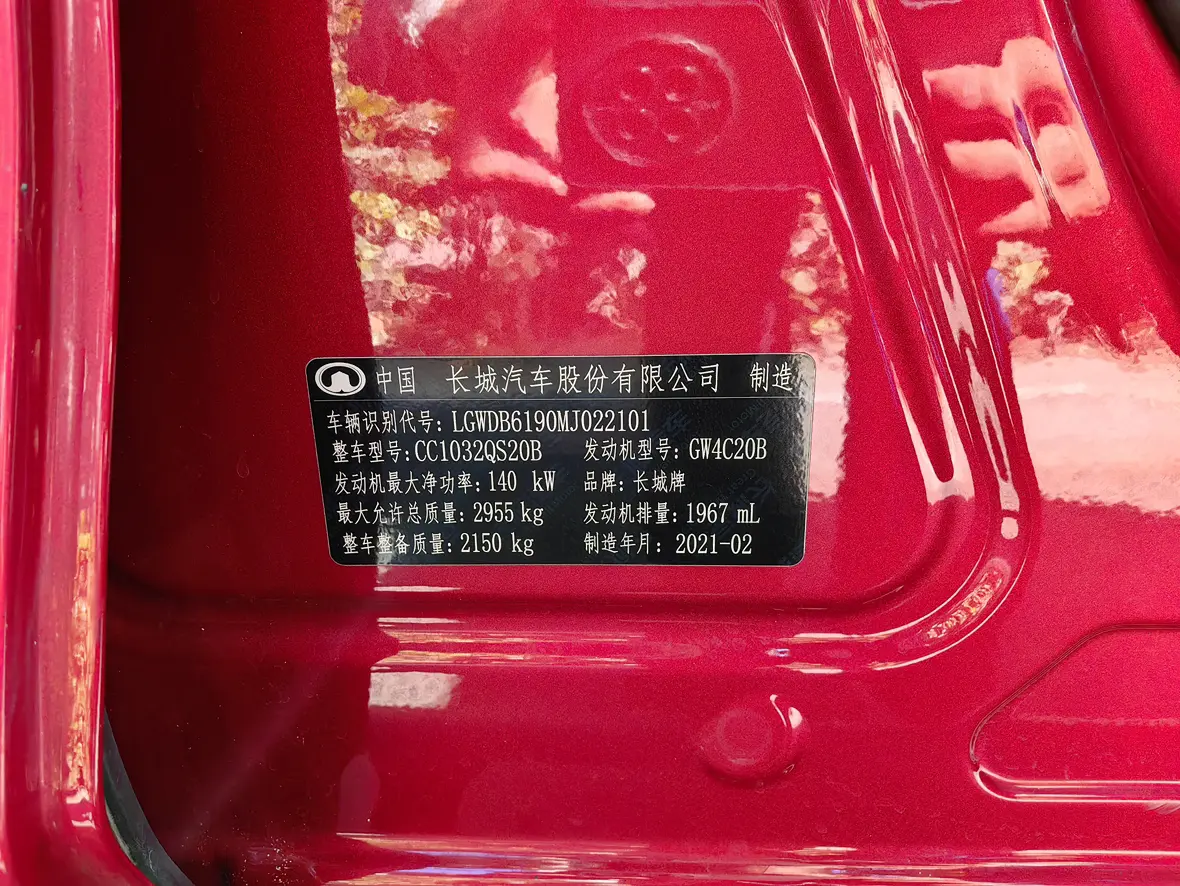 中国 长城汽车股份有限公司 制造
车辆识别代号: LGWDB6190MJ022101
整车型号: CC1032QS20B 发动机型号: GW4C20B
发动机最大净功率: 140 kW 品牌: 长城牌
最大允许总质量: 2955 kg 发动机排量: 1967 mL
整车整备质量: 2150 kg 制造年月: 2021-02